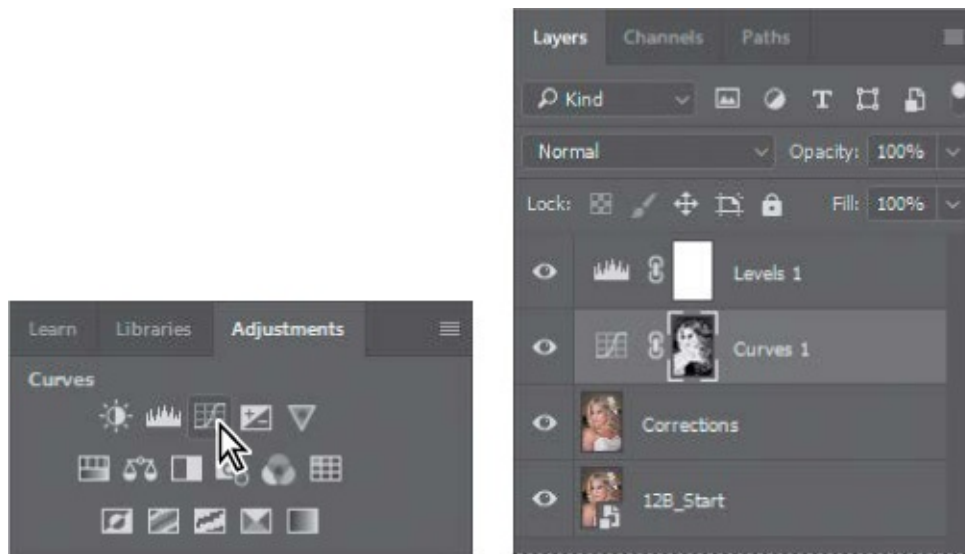 Learn Libraries Adjustments
Curves
Layers Channels Paths
Kind
Normal Opacity: 100%
Lock: Fill: 100%
Levels 1
Curves 1
Corrections
12B_Start